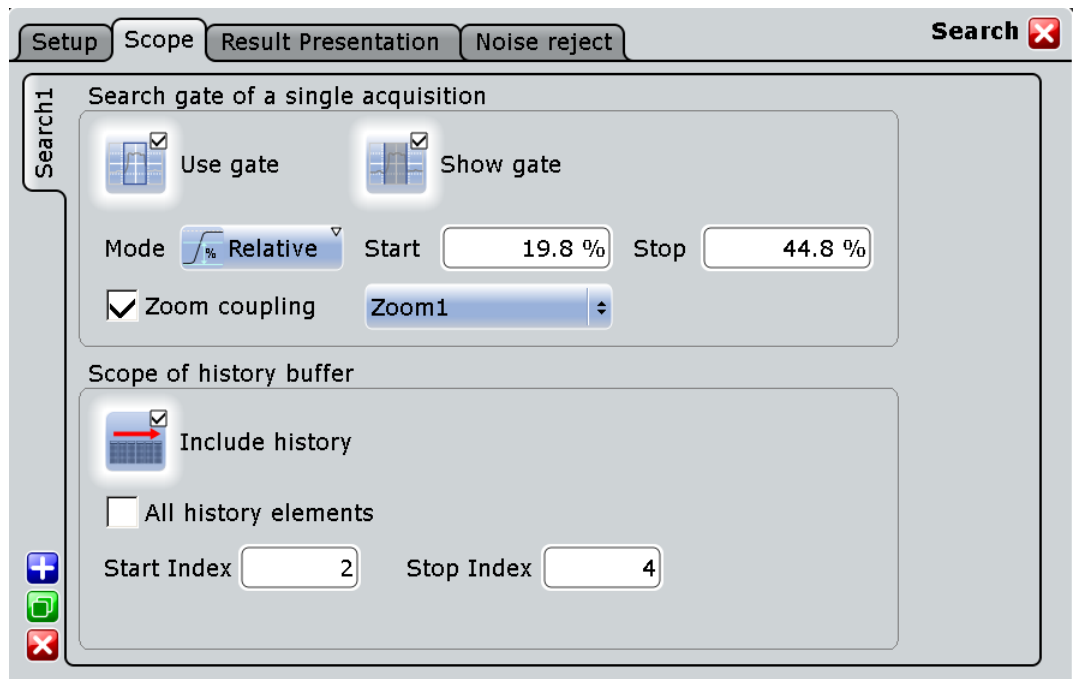 Setup Scope Result Presentation Noise reject Search
Search1
Search gate of a single acquisition
Use gate Show gate
Mode % Relative Start 19.8 % Stop 44.8 %
Zoom coupling Zoom1
Scope of history buffer
Include history
All history elements
Start Index 2 Stop Index 4